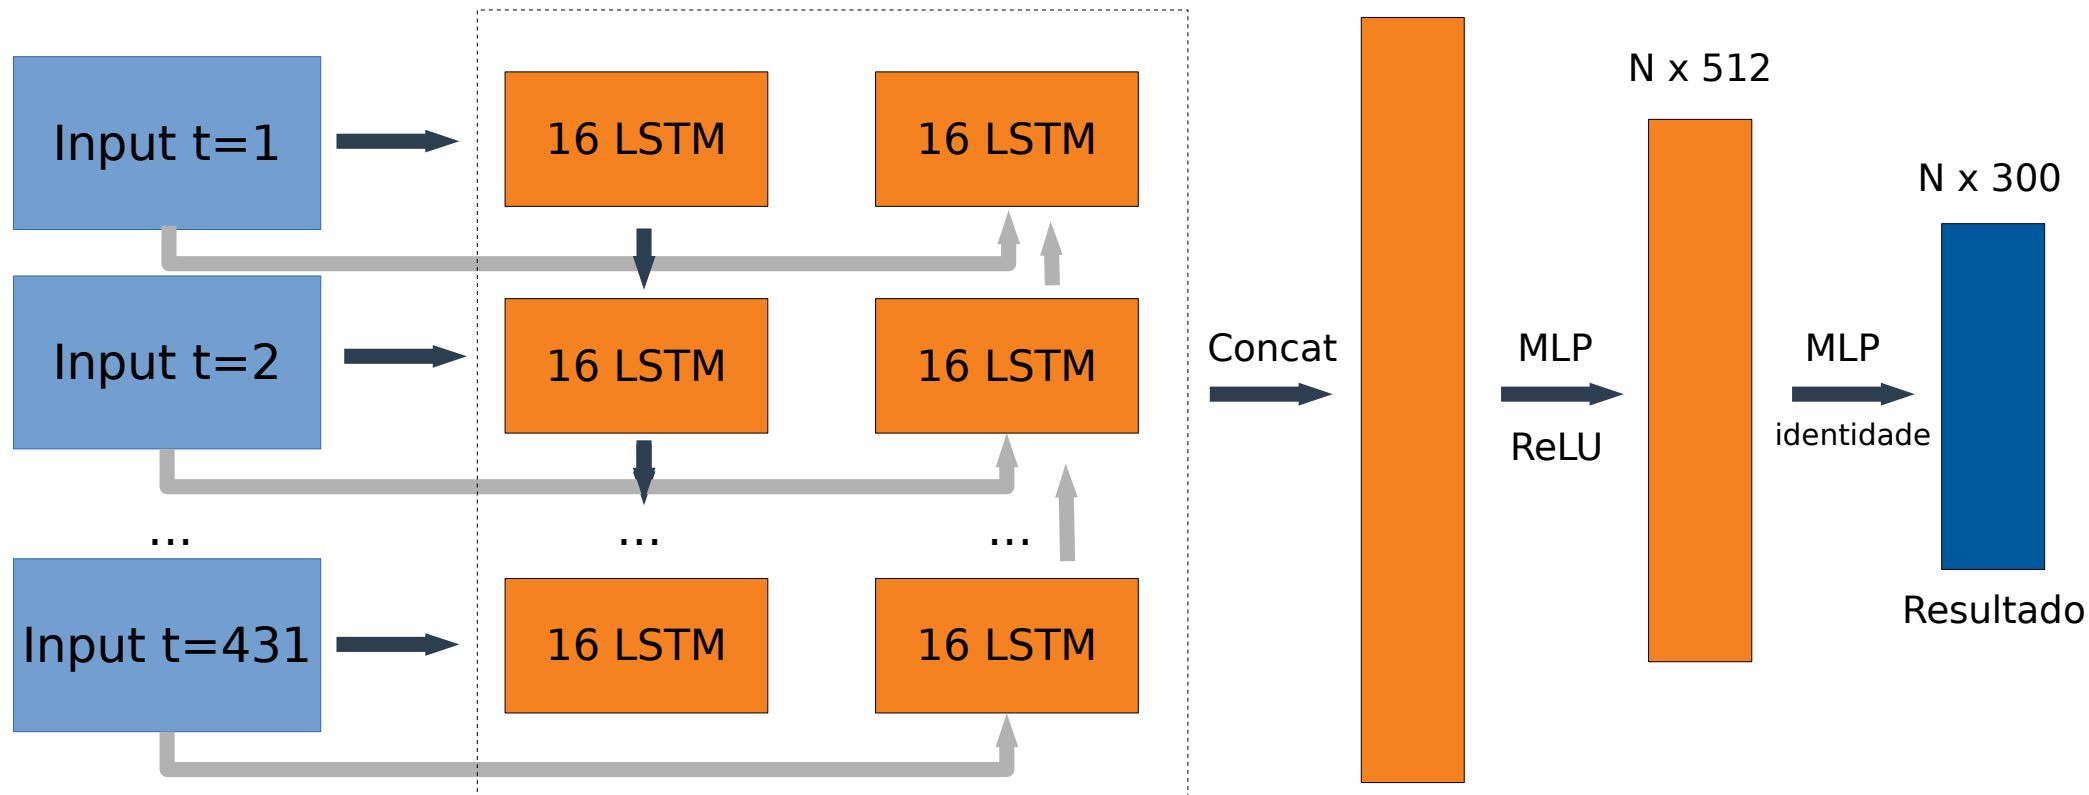 Input t=1
16 LSTM
16 LSTM
Input t=2
16 LSTM
16 LSTM
...
...
...
Input t=431
16 LSTM
16 LSTM
Concat
MLP
ReLU
N x 512
MLP
identidade
N x 300
Resultado